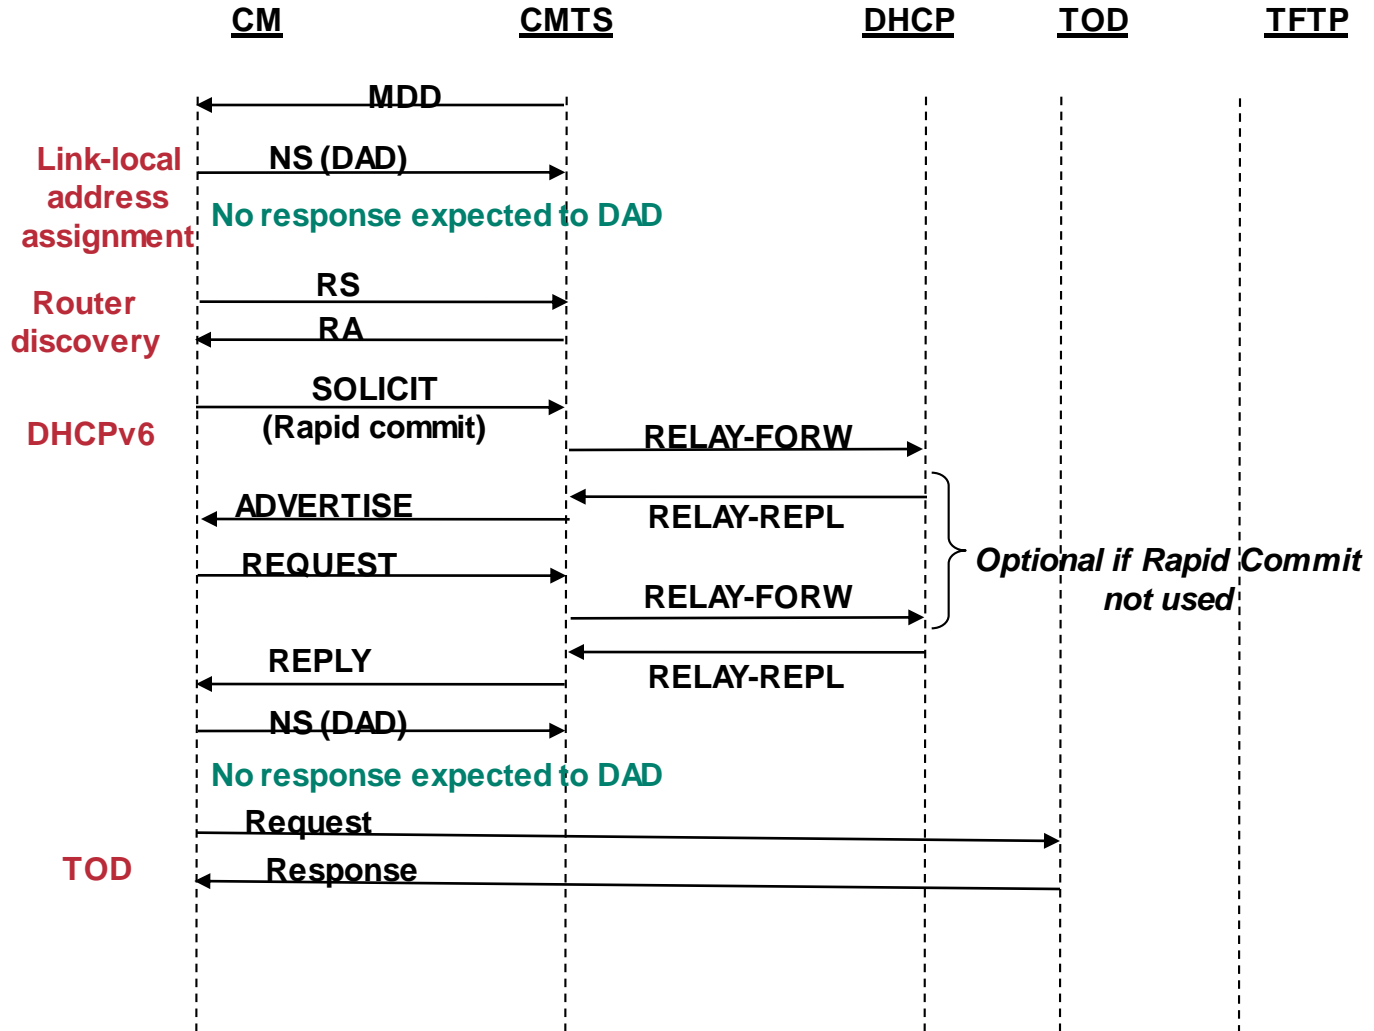 CM CMTS DHCP TOD TFTP
MDD
Link-local
address
assignment
NS (DAD)
No response expected to DAD
Router
discovery
RS
RA
DHCPv6
SOLICIT
(Rapid commit)
RELAY-FORW
ADVERTISE
RELAY-REPL
REQUEST
Optional if Rapid Commit
not used
RELAY-FORW
REPLY
RELAY-REPL
NS (DAD)
No response expected to DAD
Request
TOD
Response